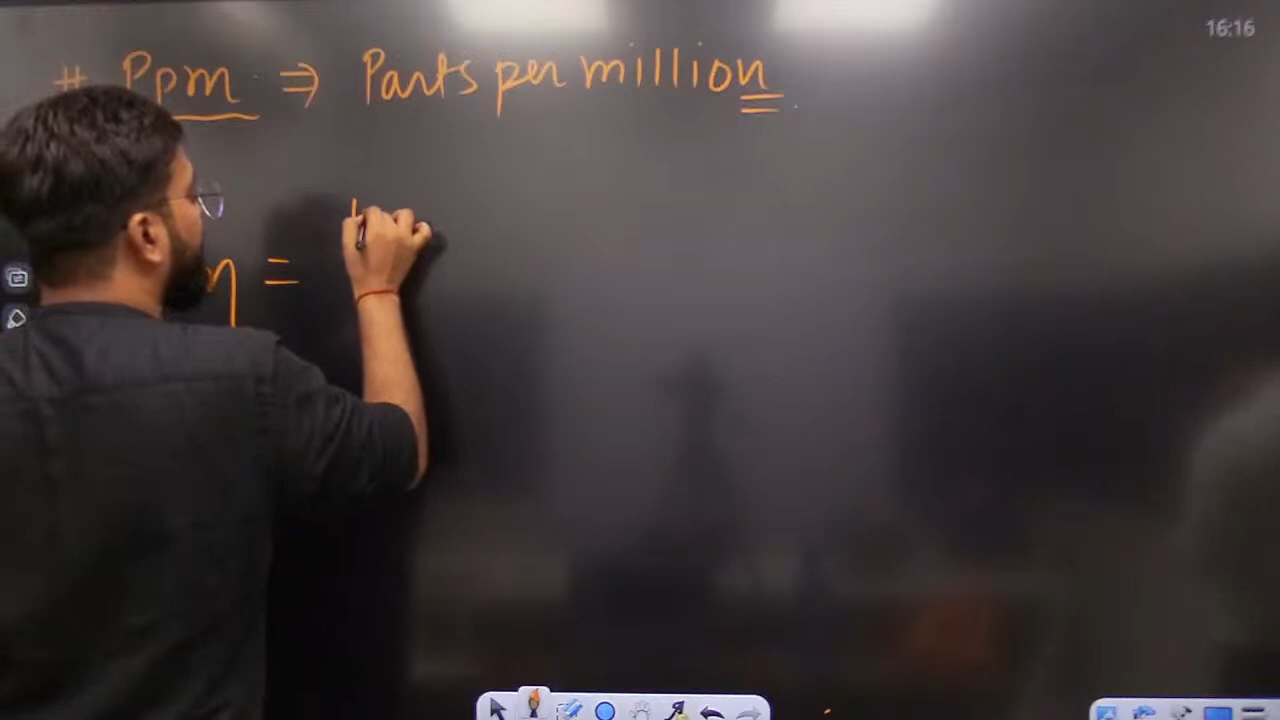 16:16
# Ppm ⇒ Parts per million
η =